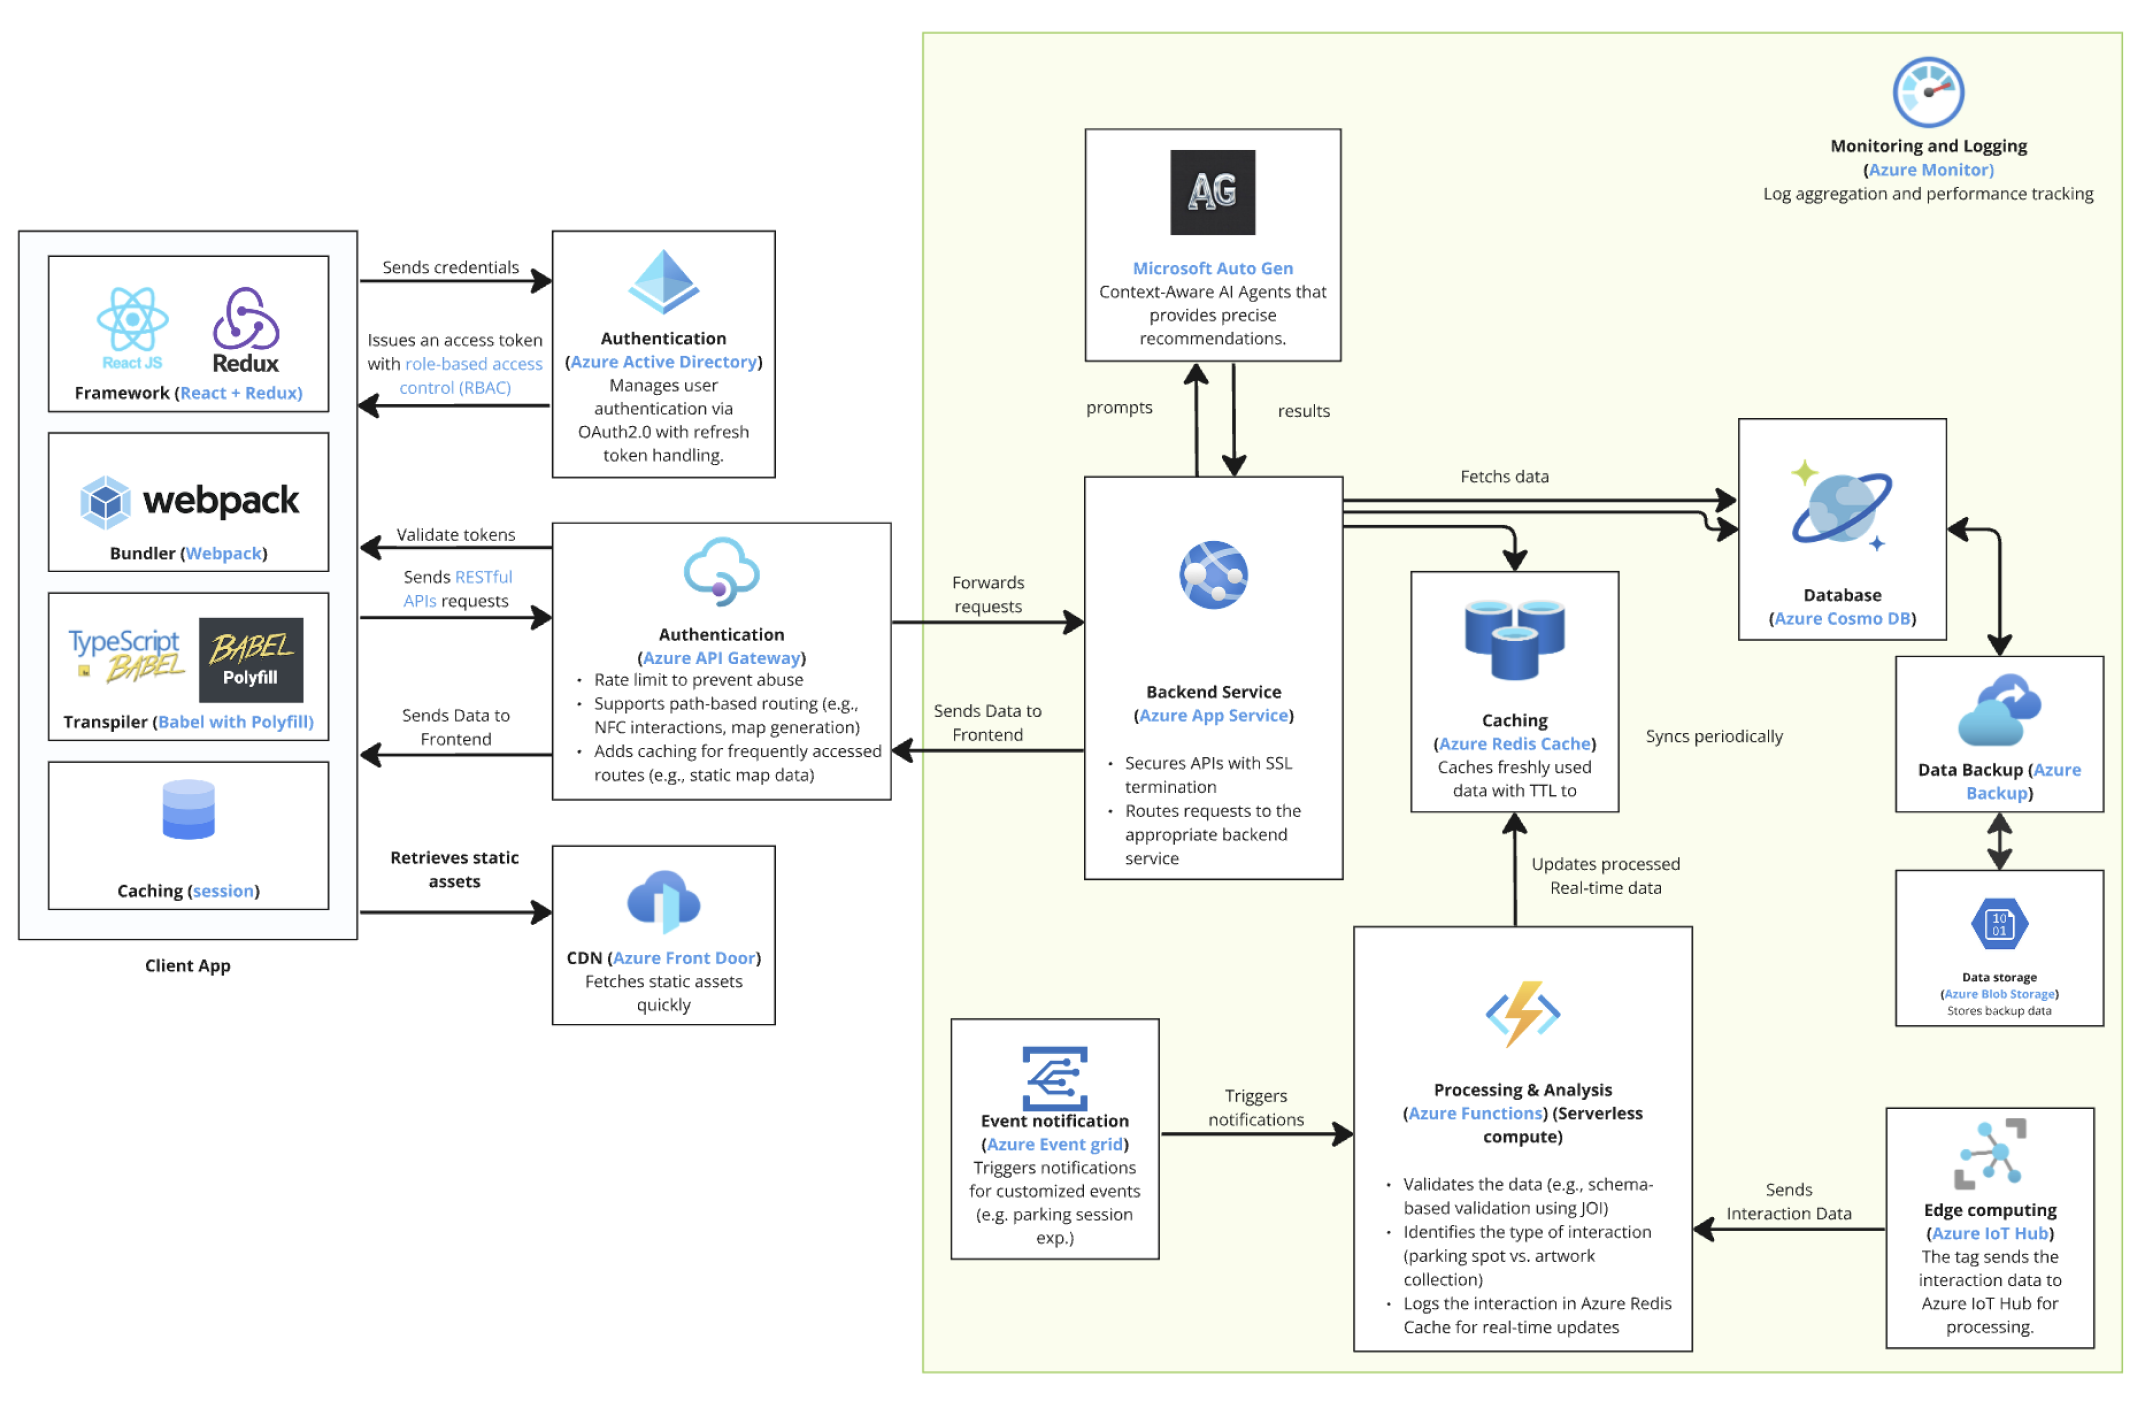 React JS
Redux
Framework (React + Redux)
webpack
Bundler (Webpack)
TypeScript
BABEL
BABEL
Polyfill
Transpiler (Babel with Polyfill)
Caching (session)
Client App
Sends credentials
Issues an access token
with role-based access
control (RBAC)
Validate tokens
Sends RESTful
APIs requests
Sends Data to
Frontend
Retrieves static
assets
Authentication
(Azure Active Directory)
Manages user
authentication via
OAuth2.0 with refresh
token handling.
Authentication
(Azure API Gateway)
• Rate limit to prevent abuse
• Supports path-based routing (e.g.,
NFC interactions, map generation)
• Adds caching for frequently accessed
routes (e.g., static map data)
CDN (Azure Front Door)
Fetches static assets
quickly
Forwards
requests
Sends Data to
Frontend
AG
Microsoft Auto Gen
Context-Aware AI Agents that
provides precise
recommendations.
prompts
results
Backend Service
(Azure App Service)
• Secures APIs with SSL
termination
• Routes requests to the
appropriate backend
service
Fetchs data
Monitoring and Logging
(Azure Monitor)
Log aggregation and performance tracking
Database
(Azure Cosmo DB)
Caching
(Azure Redis Cache)
Caches freshly used
data with TTL to
Syncs periodically
Data Backup (Azure
Backup)
Updates processed
Real-time data
10
01
Data storage
(Azure Blob Storage)
Stores backup data
Event notification
(Azure Event grid)
Triggers notifications
for customized events
(e.g. parking session
exp.)
Triggers
notifications
Processing & Analysis
(Azure Functions) (Serverless
compute)
• Validates the data (e.g., schema-
based validation using JOI)
• Identifies the type of interaction
(parking spot vs. artwork
collection)
• Logs the interaction in Azure Redis
Cache for real-time updates
Sends
Interaction Data
Edge computing
(Azure IoT Hub)
The tag sends the
interaction data to
Azure IoT Hub for
processing.